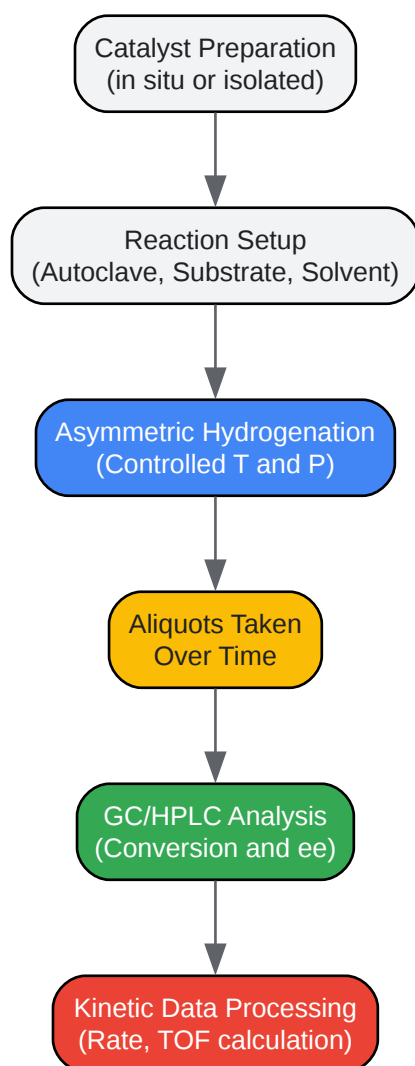 Catalyst Preparation
(in situ or isolated)
Reaction Setup
(Autoclave, Substrate, Solvent)
Asymmetric Hydrogenation
(Controlled T and P)
Aliquots Taken
Over Time
GC/HPLC Analysis
(Conversion and ee)
Kinetic Data Processing
(Rate, TOF calculation)